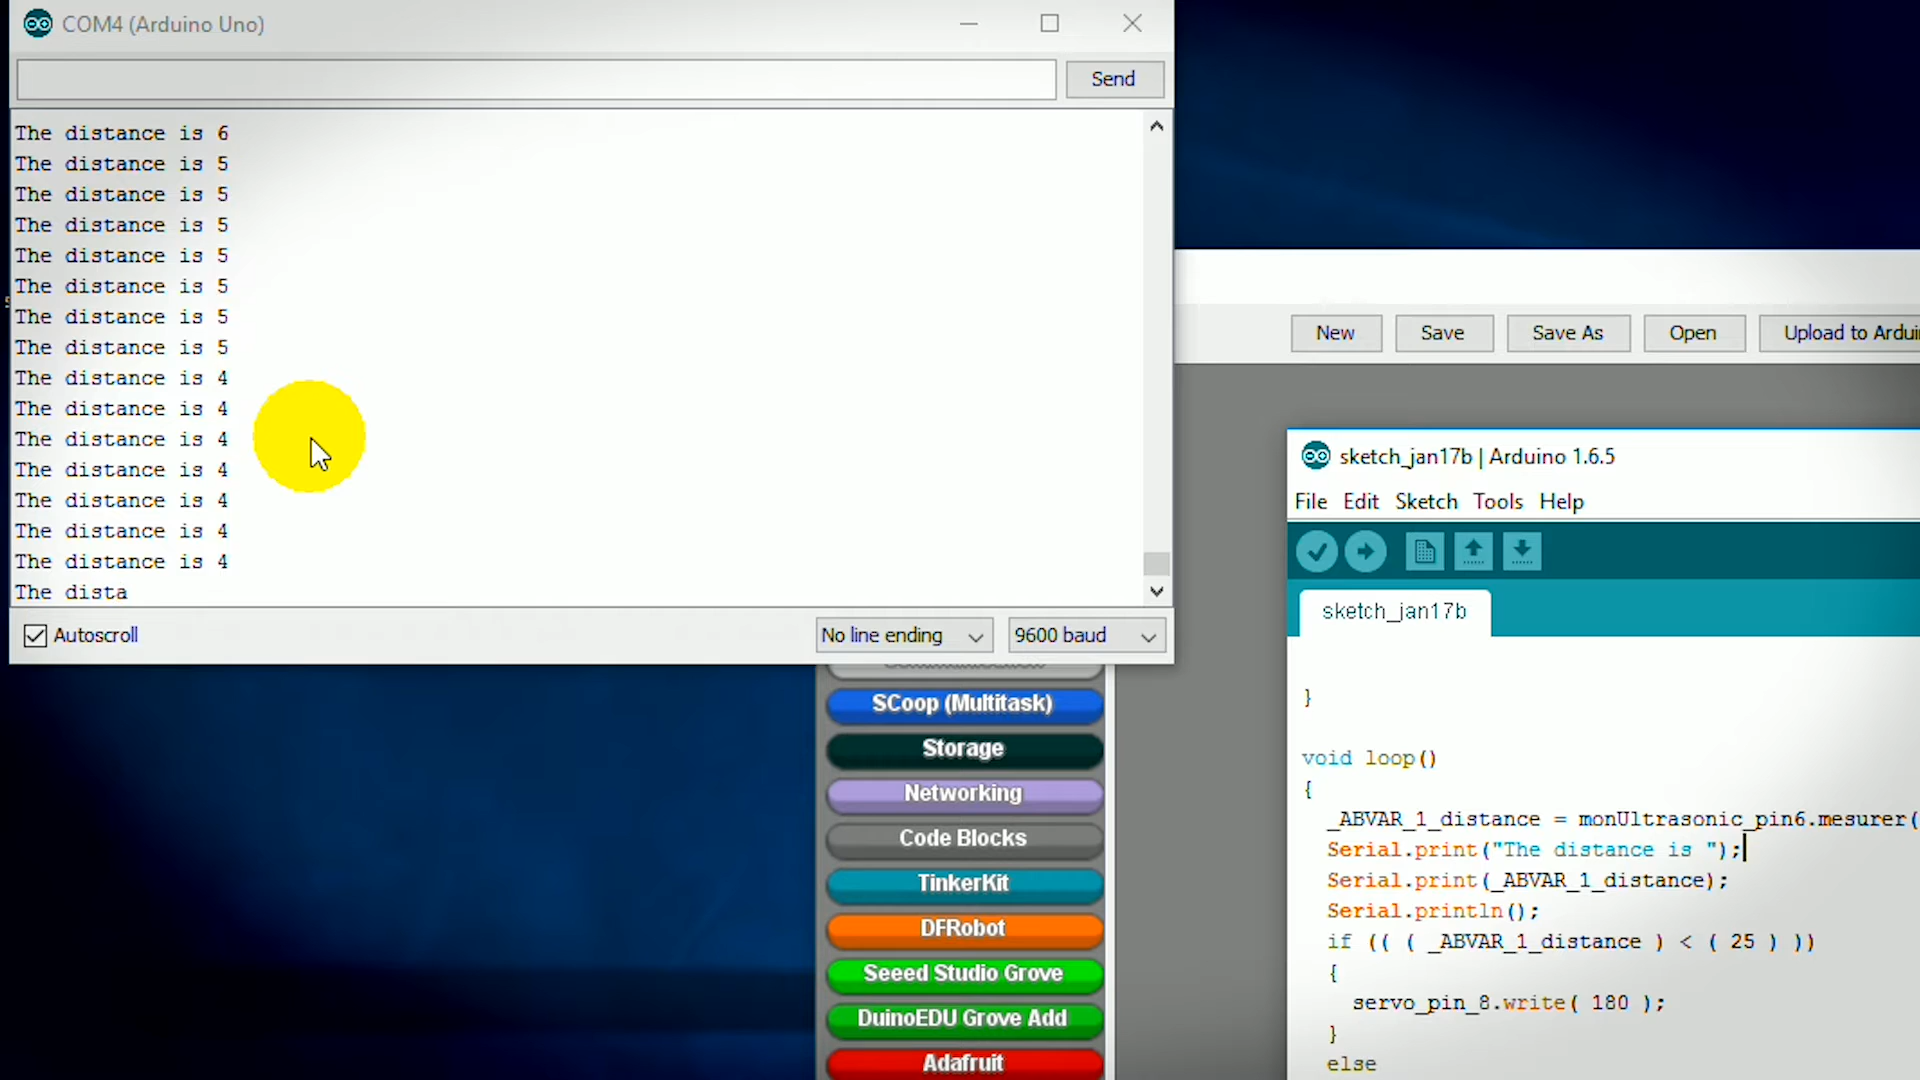 COM4 (Arduino Uno)
Send
The distance is 6
The distance is 5
The distance is 5
The distance is 5
The distance is 5
The distance is 5
The distance is 5
The distance is 5
The distance is 4
The distance is 4
The distance is 4
The distance is 4
The distance is 4
The distance is 4
The distance is 4
The dista
Autoscroll
No line ending
9600 baud
New
Save
Save As
Open
Upload to Ardui
SCoop (Multitask)
Storage
Networking
Code Blocks
TinkerKit
DFRobot
Seeed Studio Grove
DuinoEDU Grove Add
Adafruit
sketch_jan17b | Arduino 1.6.5
File Edit Sketch Tools Help
sketch_jan17b
}
void loop()
{
_ABVAR_1_distance = monUltrasonic_pin6.mesurer(
Serial.print("The distance is ");
Serial.print(_ABVAR_1_distance);
Serial.println();
if (( ( _ABVAR_1_distance ) < ( 25 ) ))
{
servo_pin_8.write( 180 );
}
else